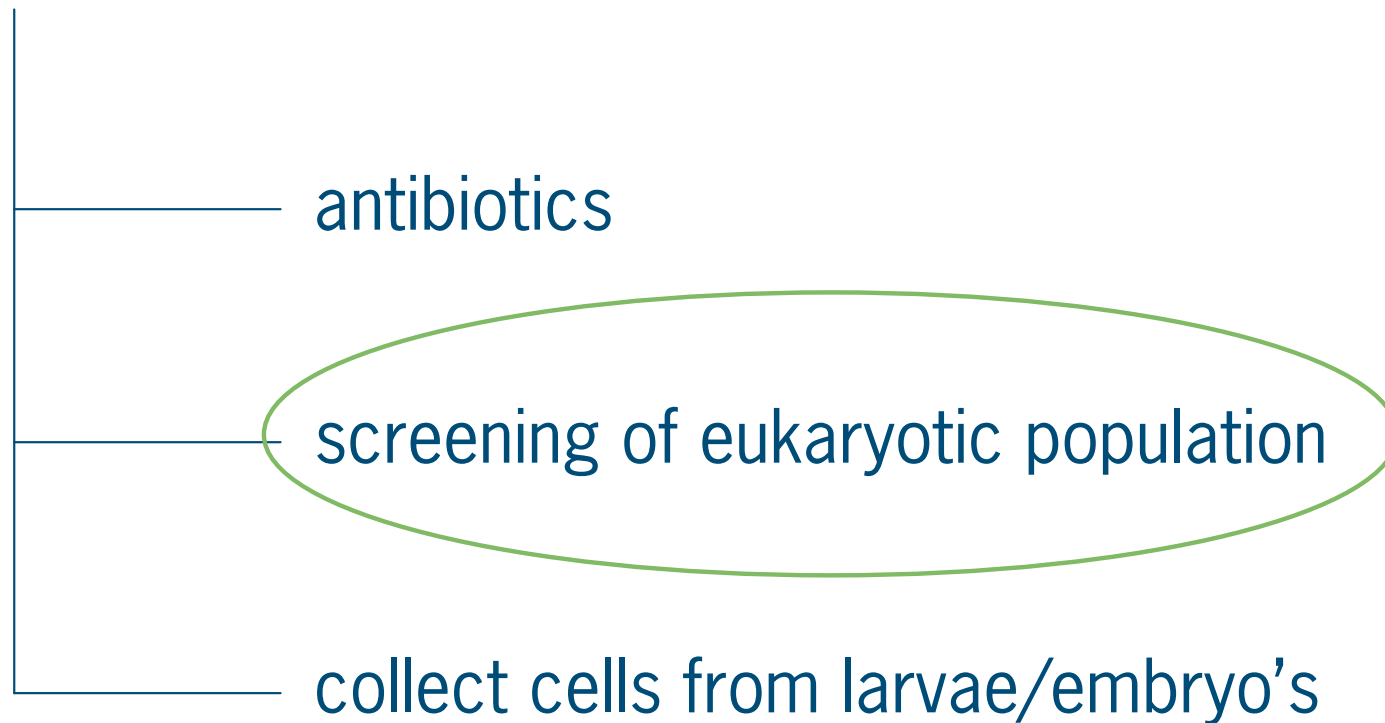 antibiotics
screening of eukaryotic population
collect cells from larvae/embryo’s